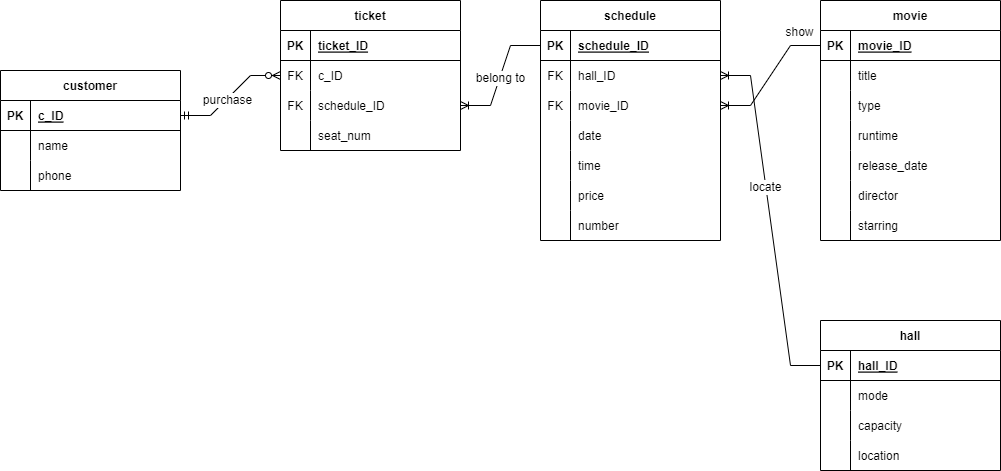 customer
PK c_ID
name
phone
purchase
ticket
PK ticket_ID
FK c_ID
FK schedule_ID
seat_num
belong to
schedule
PK schedule_ID
FK hall_ID
FK movie_ID
date
time
price
number
show
locate
movie
PK movie_ID
title
type
runtime
release_date
director
starring
hall
PK hall_ID
mode
capacity
location